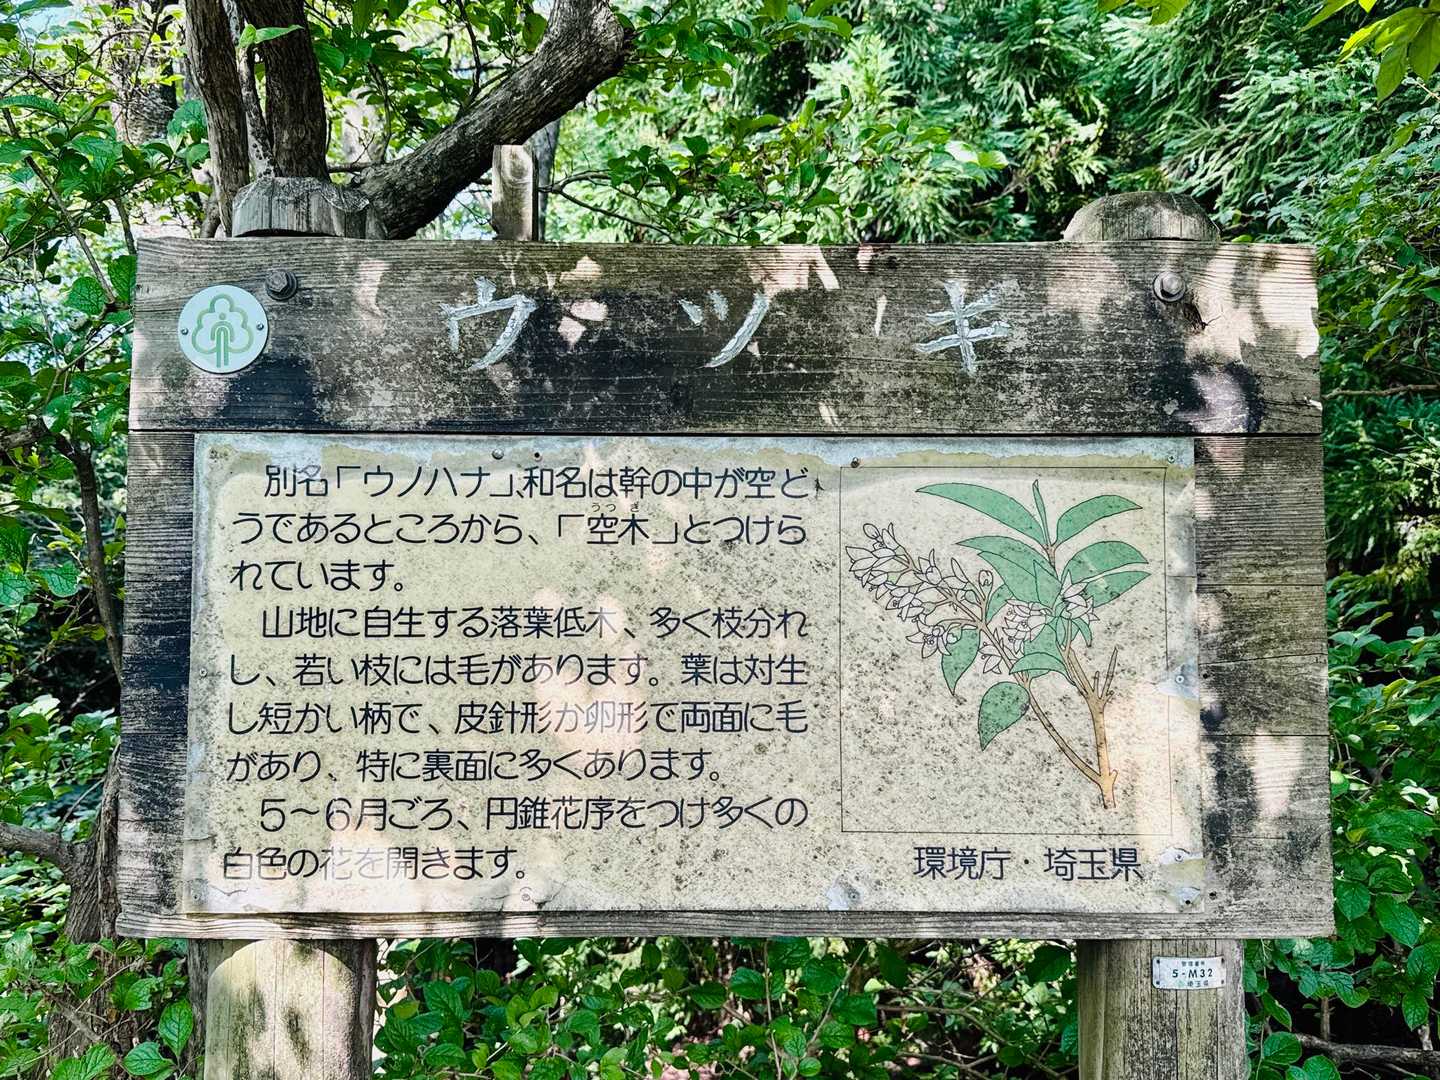 ウツギ
別名「ウノハナ」、和名は幹の中が空ど
うつぎ
うであるところから、「空木」とつけら
れています。
山地に自生する落葉低木、多く枝分れ
し、若い枝には毛があります。葉は対生
し短かい柄で、皮針形か卵形で両面に毛
があり、特に裏面に多くあります。
5〜6月ごろ、円錐花序をつけ多くの
白色の花を開きます。
環境庁・埼玉県
5-M32
埼玉県